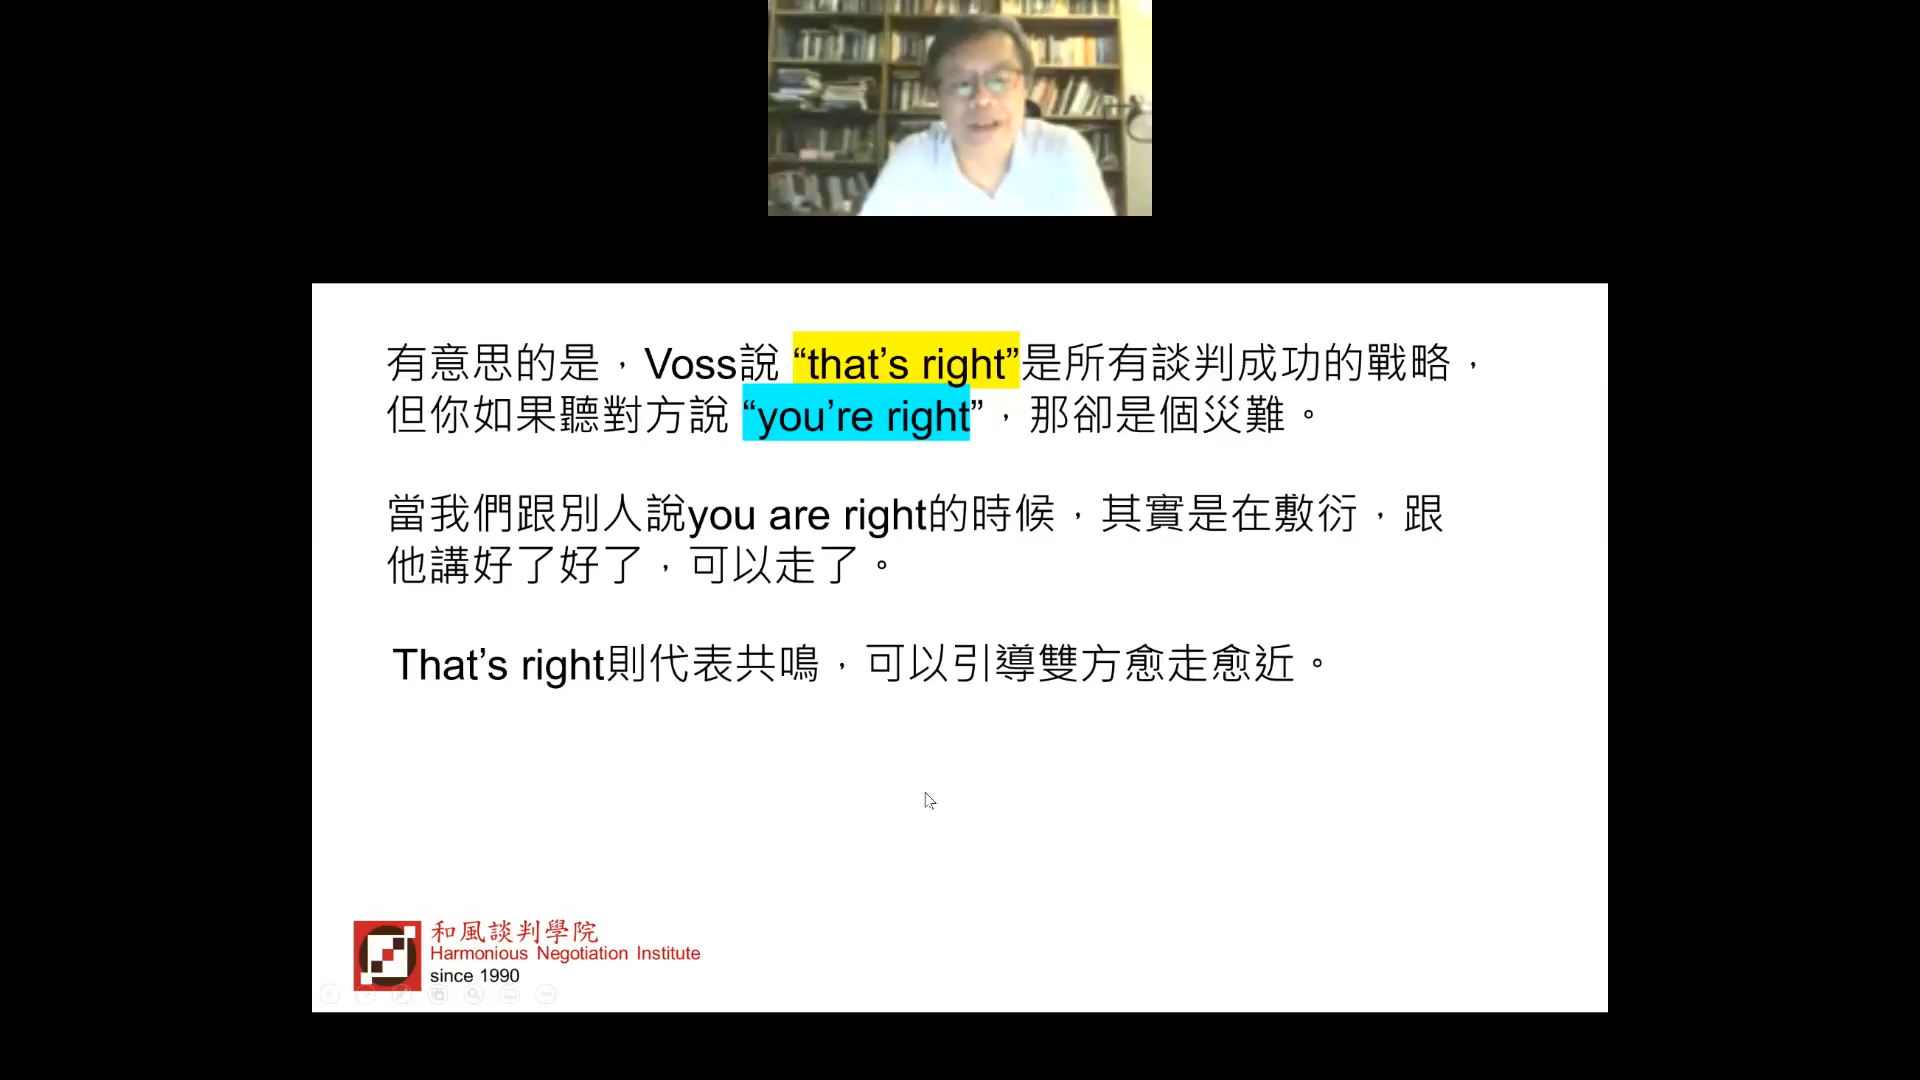 有意思的是，Voss說 “that’s right”是所有談判成功的戰略，
但你如果聽對方說 “you’re right”，那卻是個災難。
當我們跟別人說you are right的時候，其實是在敷衍，跟
他講好了好了，可以走了。
That’s right則代表共鳴，可以引導雙方愈走愈近。
和風談判學院
Harmonious Negotiation Institute
since 1990